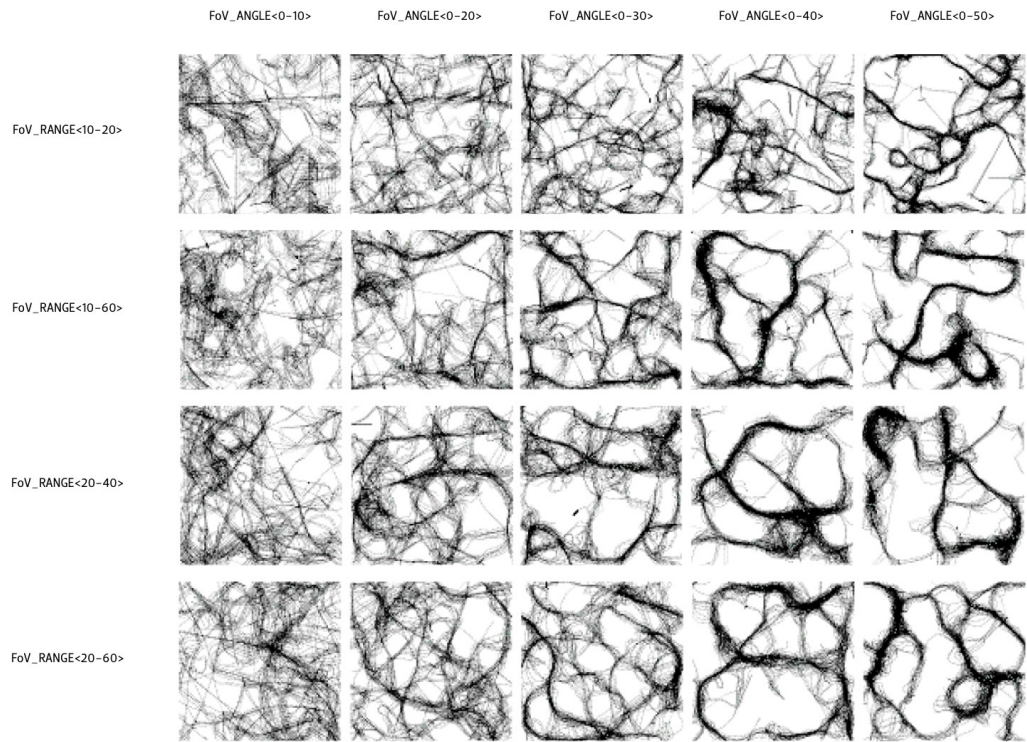 FoV_ANGLE<0-10> FoV_ANGLE<0-20> FoV_ANGLE<0-30> FoV_ANGLE<0-40> FoV_ANGLE<0-50>
FoV_RANGE<10-20>
FoV_RANGE<10-60>
FoV_RANGE<20-40>
FoV_RANGE<20-60>